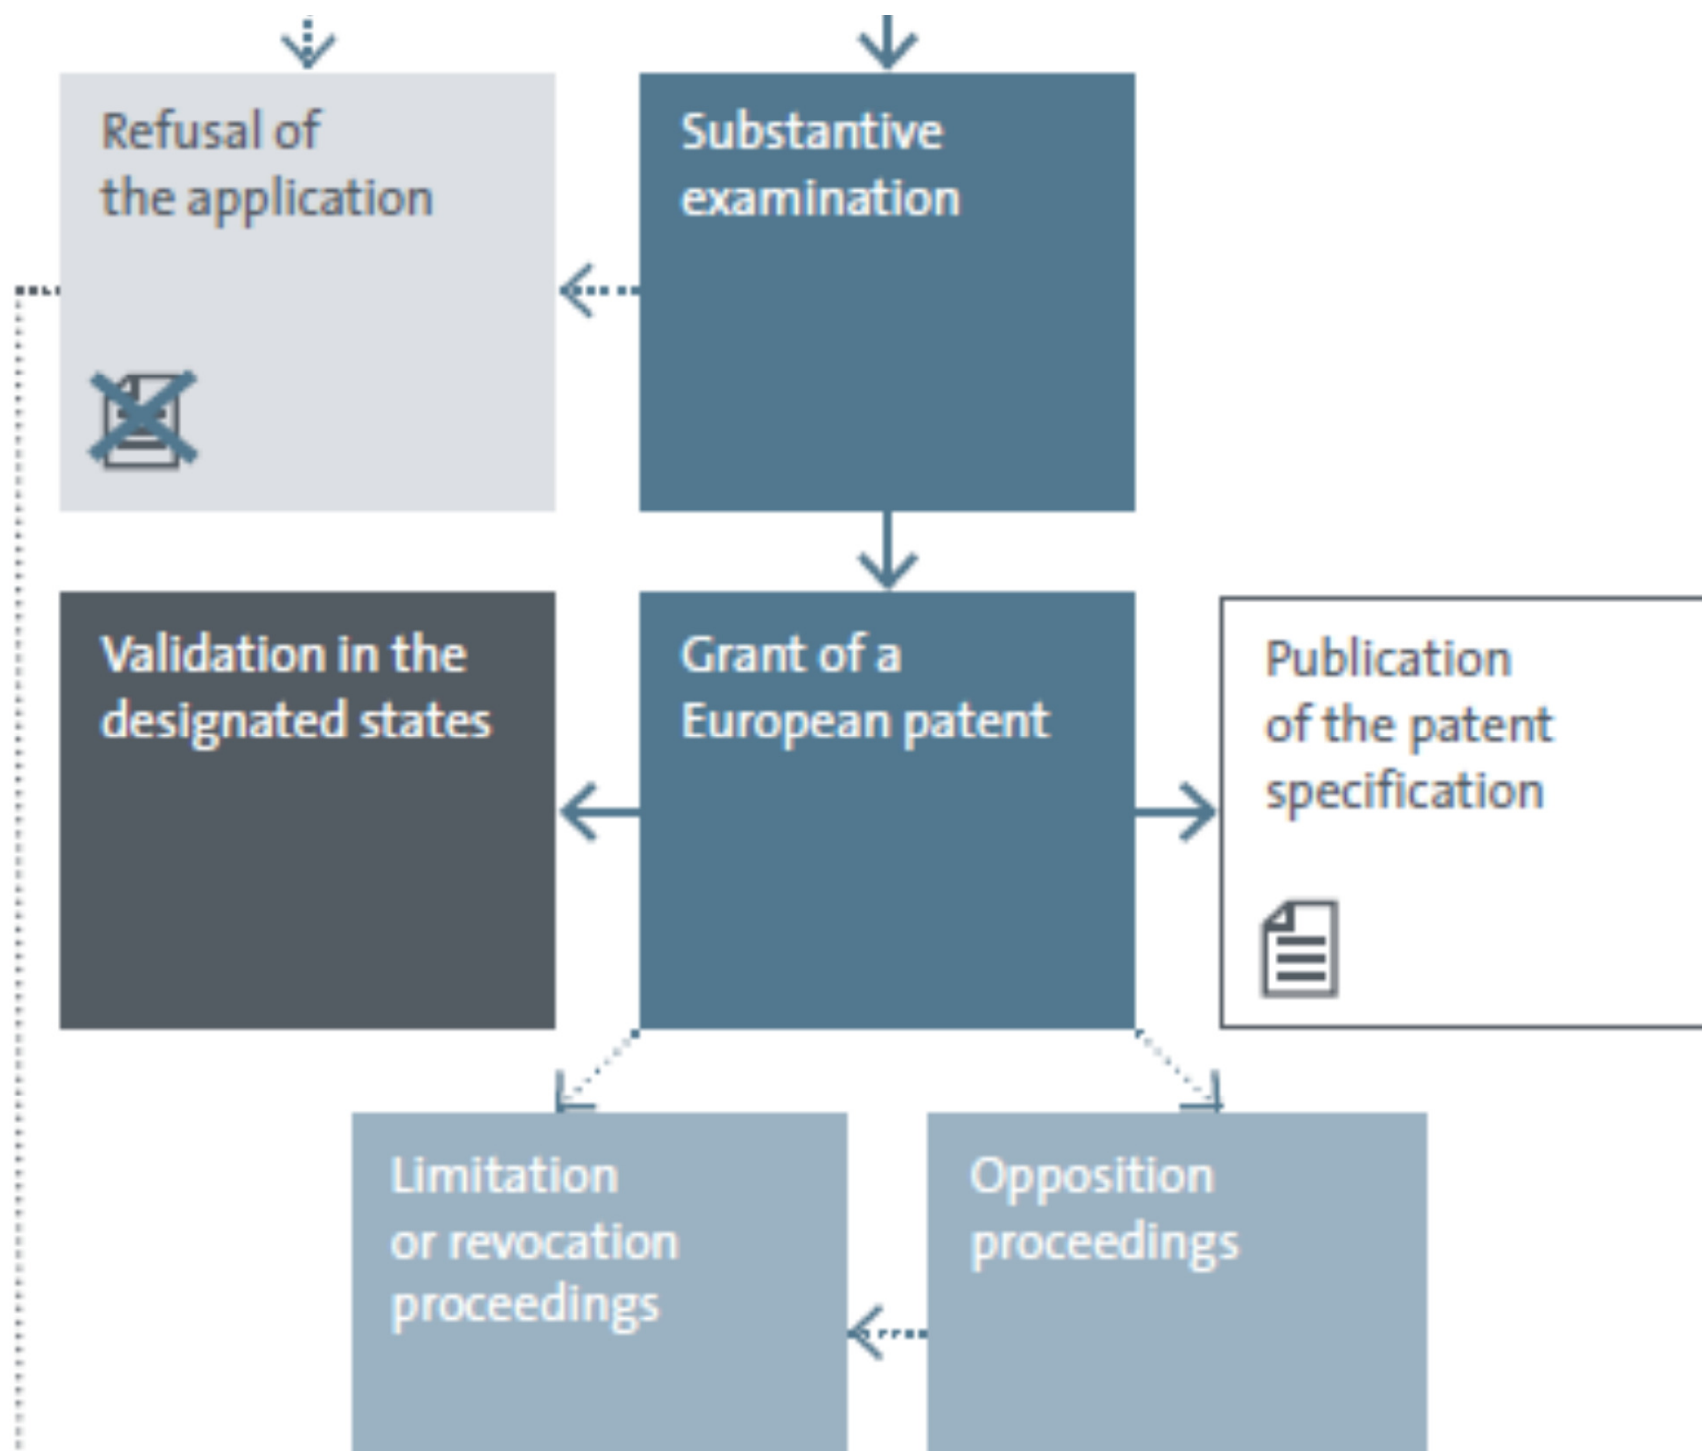 Refusal of
the application
Substantive
examination
Validation in the
designated states
Grant of a
European patent
Publication
of the patent
specification
Limitation
or revocation
proceedings
Opposition
proceedings